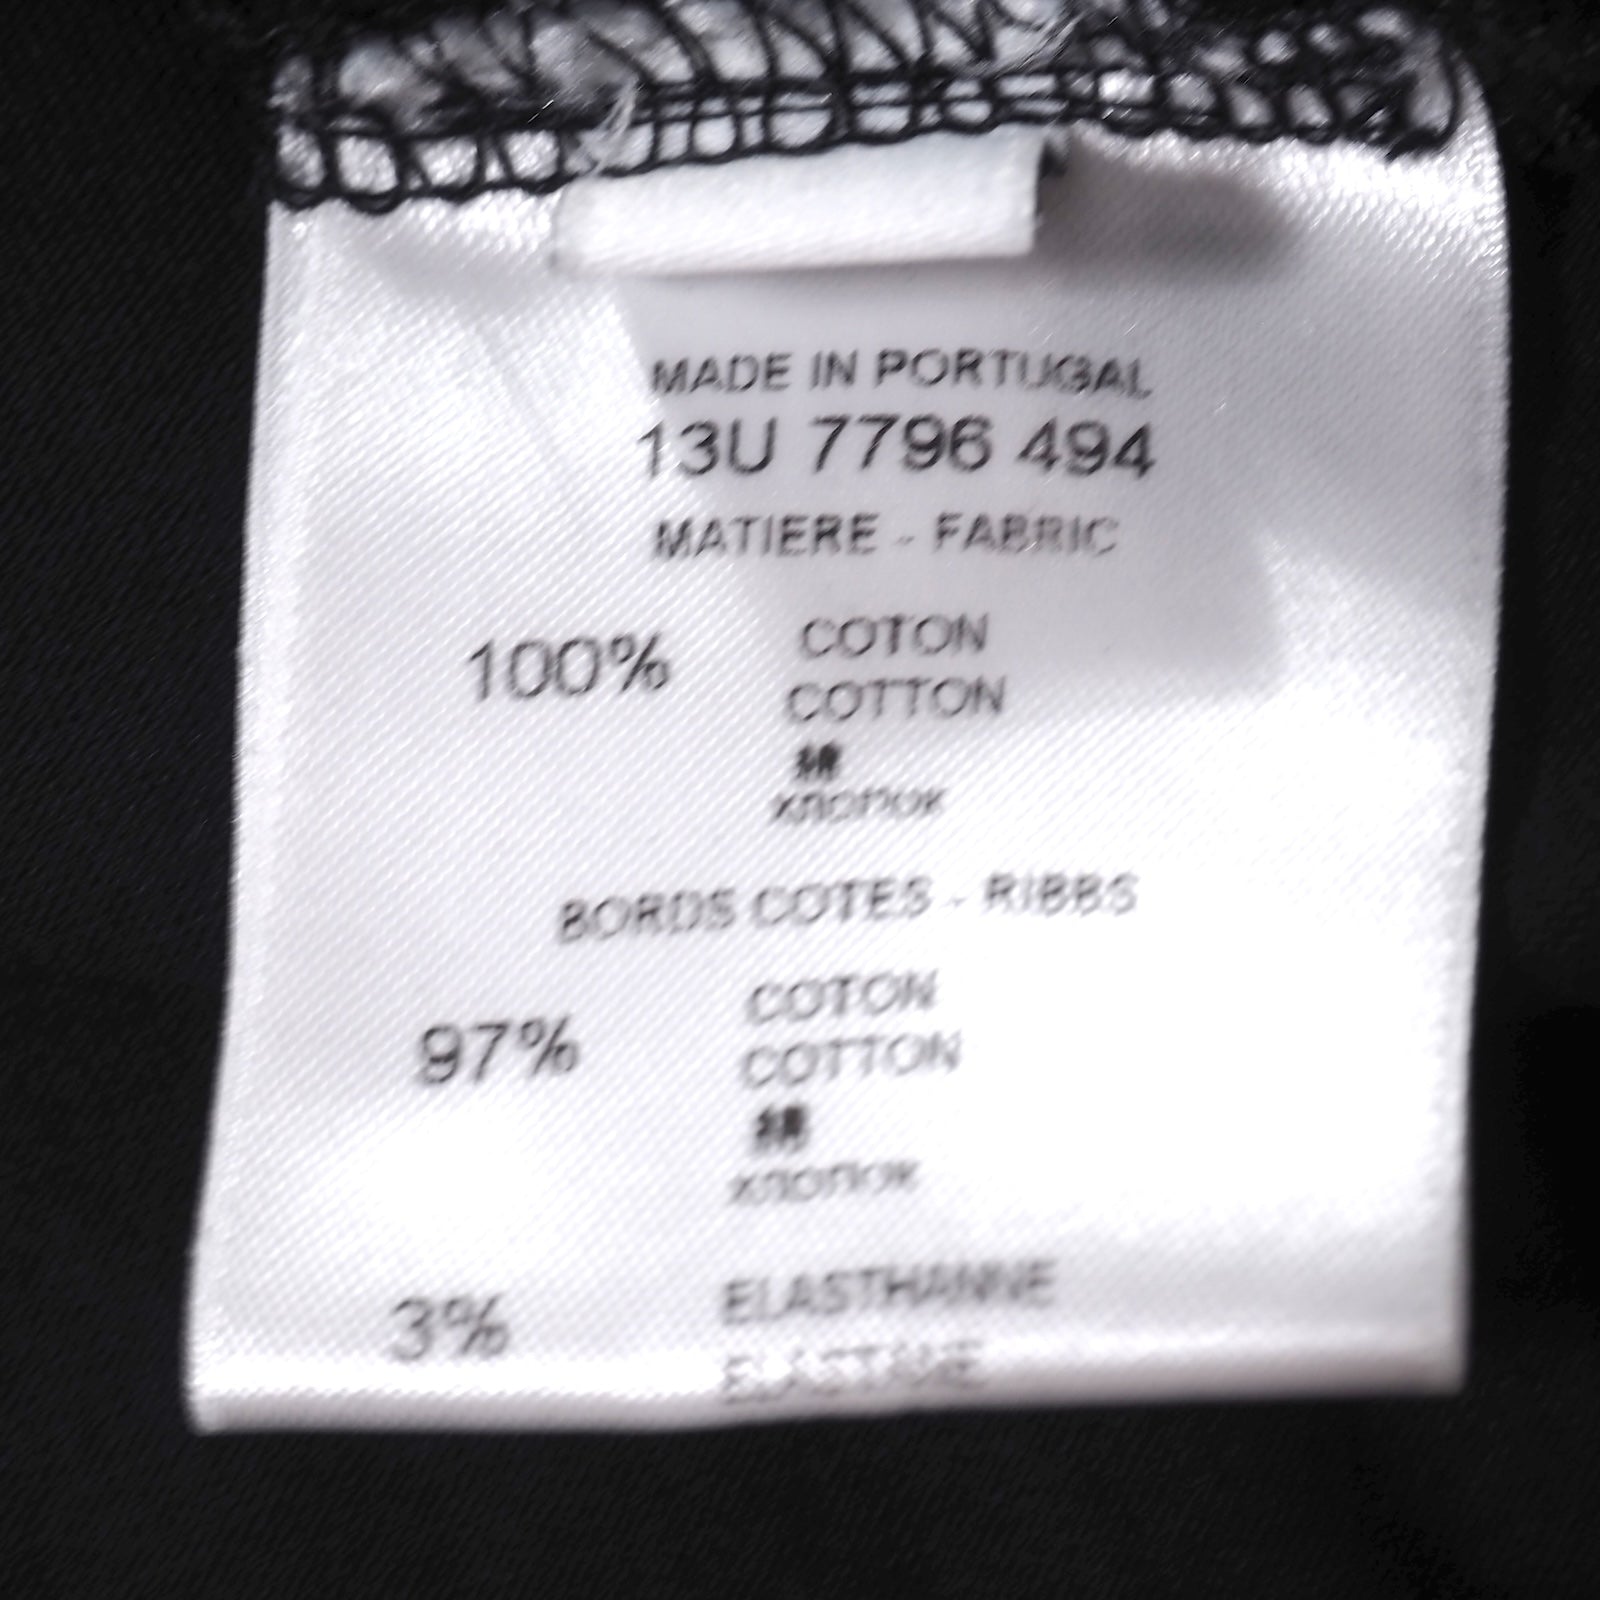 MADE IN PORTUGAL
13U 7796 494
MATIERE - FABRIC
100%
COTON
COTTON
棉
хлопок
BORDS COTES - RIBBS
97%
COTON
COTTON
棉
хлопок
3%
ELASTHANNE
ELASTANE